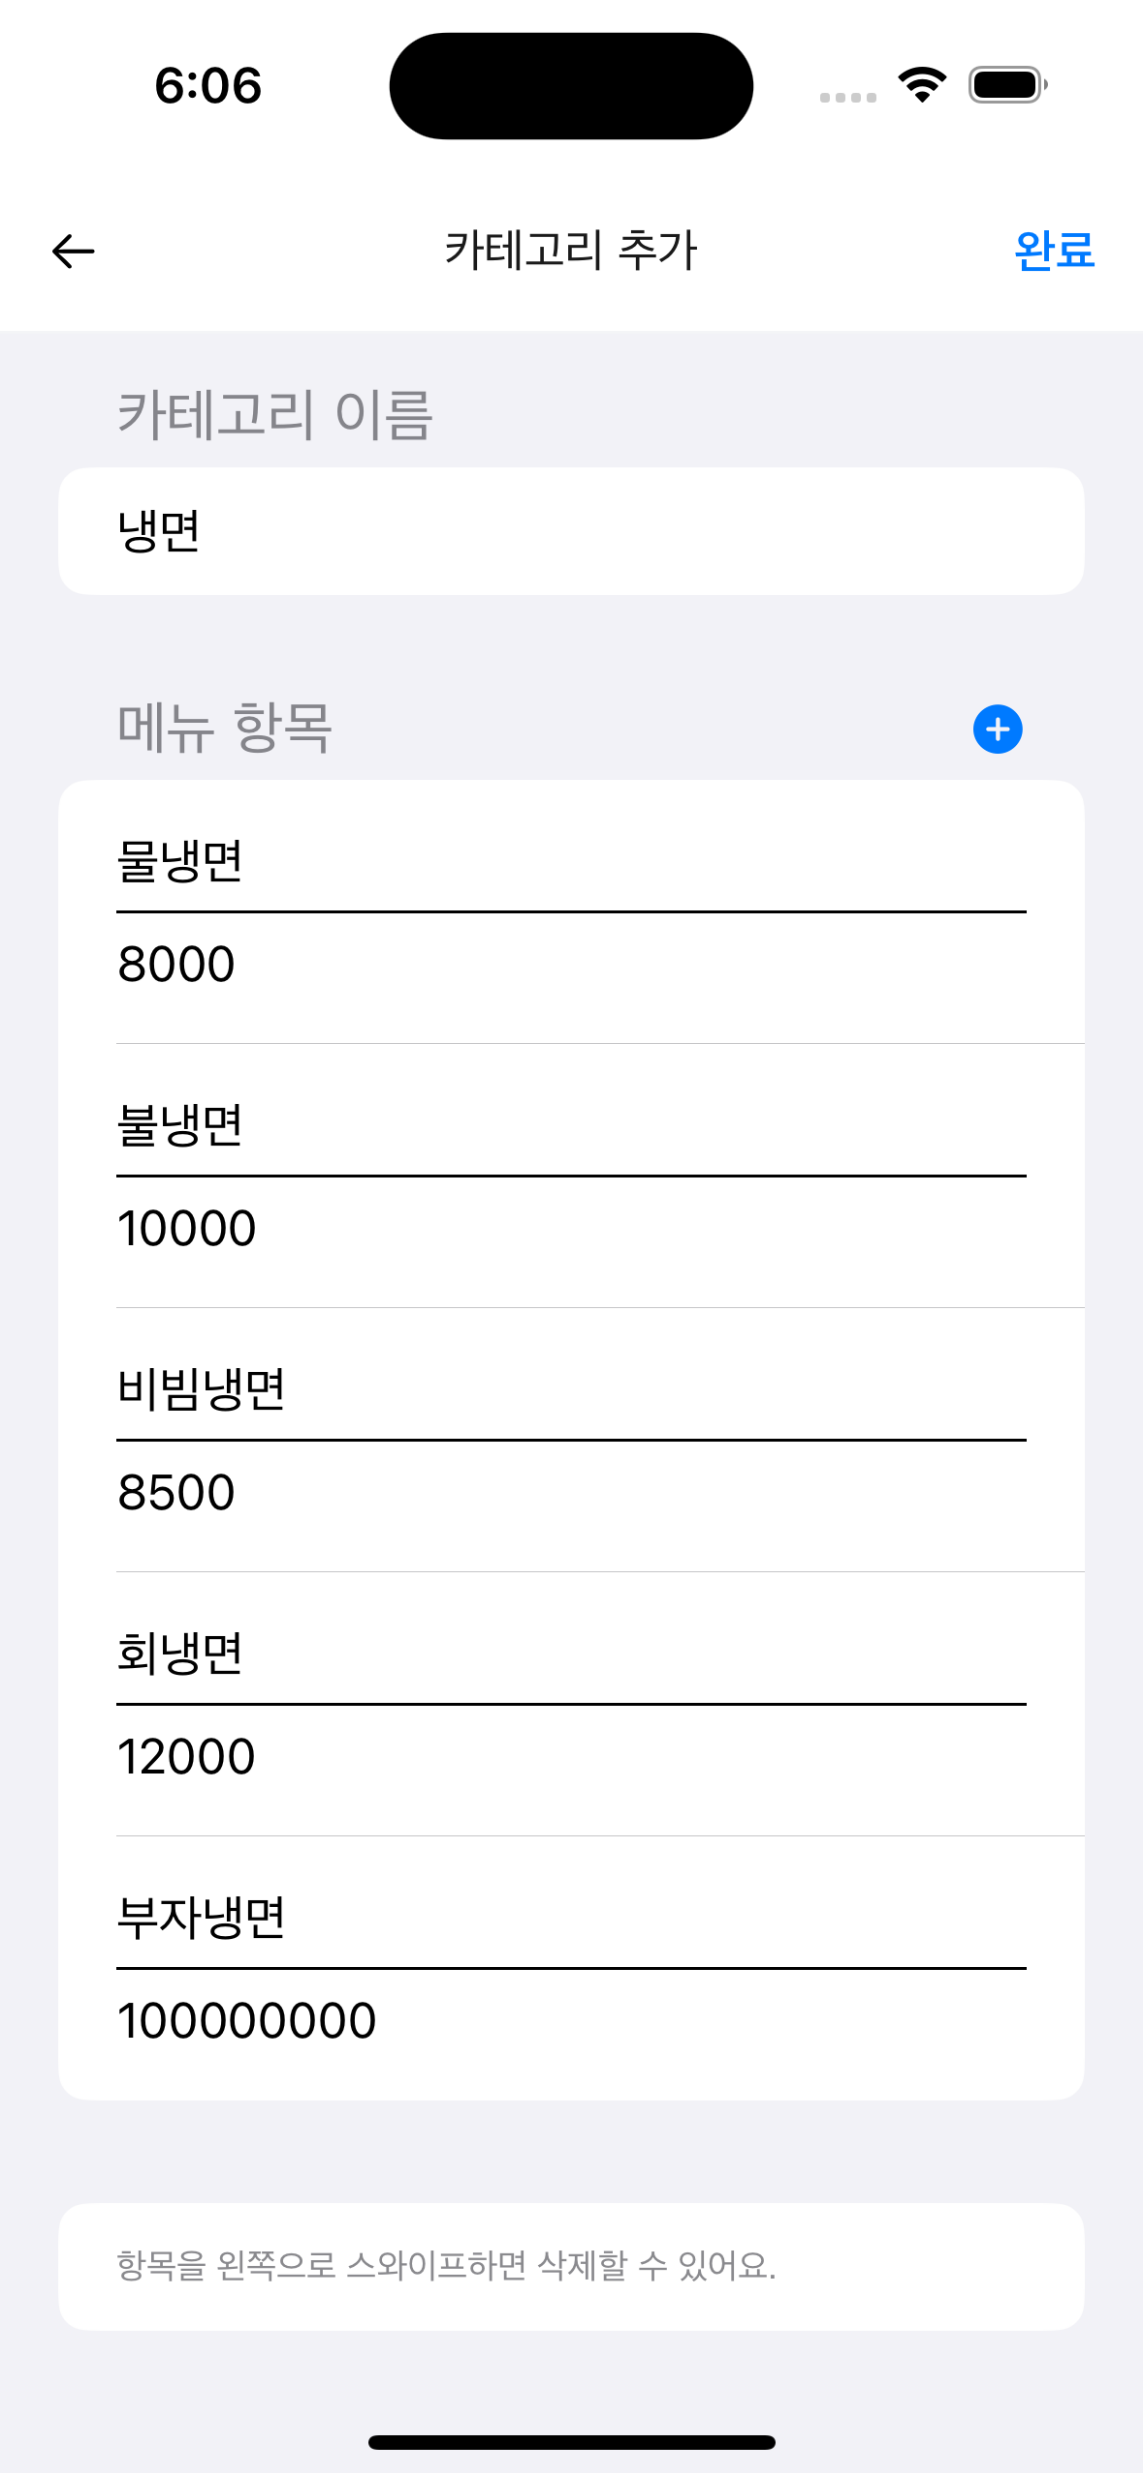 6:06
카테고리 추가
완료
카테고리 이름
냉면
메뉴 항목
물냉면
8000
불냉면
10000
비빔냉면
8500
회냉면
12000
부자냉면
100000000
항목을 왼쪽으로 스와이프하면 삭제할 수 있어요.